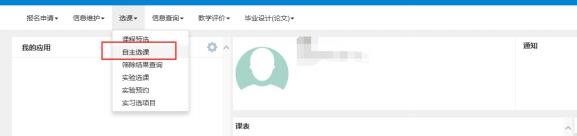 报名申请 信息维护 选课 信息查询 教学评价 毕业设计(论文)
课程预选
自主选课
筛除结果查询
实验选课
实验预约
实习选项目
我的应用
通知
课表